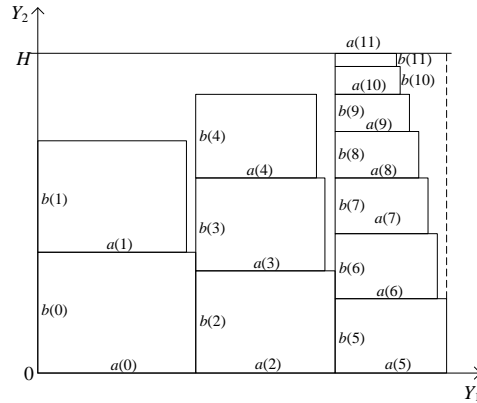 Y₂
a(11)
H
b(11)
a(10)
b(10)
b(9)
a(9)
b(4)
b(8)
a(4)
a(8)
b(1)
b(7)
b(3)
a(7)
a(1)
a(3)
b(6)
a(6)
b(0)
b(2)
b(5)
a(0)
a(2)
a(5)
0
Y₁